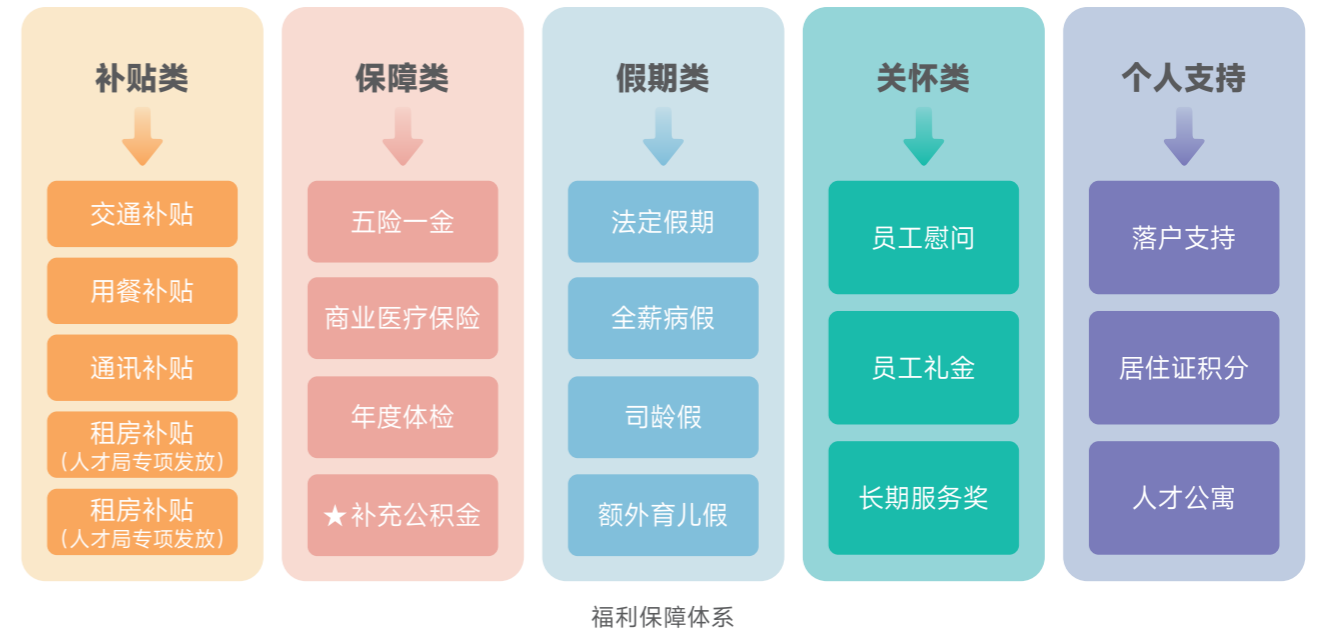 补贴类
交通补贴
用餐补贴
通讯补贴
租房补贴
（人才局专项发放）
租房补贴
（人才局专项发放）
保障类
五险一金
商业医疗保险
年度体检
★补充公积金
假期类
法定假期
全薪病假
司龄假
额外育儿假
关怀类
员工慰问
员工礼金
长期服务奖
个人支持
落户支持
居住证积分
人才公寓
福利保障体系